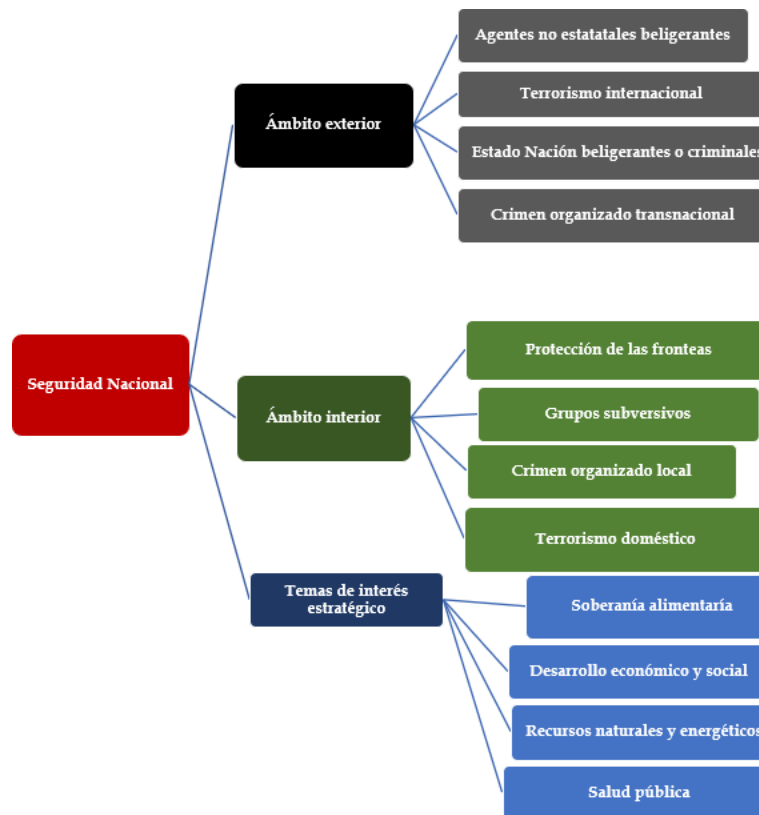 Agentes no estatatales beligerantes
Terrorismo internacional
Ámbito exterior
Estado Nación beligerantes o criminales
Crimen organizado transnacional
Seguridad Nacional
Protección de las fronteas
Grupos subversivos
Ámbito interior
Crimen organizado local
Terrorismo doméstico
Temas de interés
estratégico
Soberanía alimentaría
Desarrollo económico y social
Recursos naturales y energéticos
Salud pública